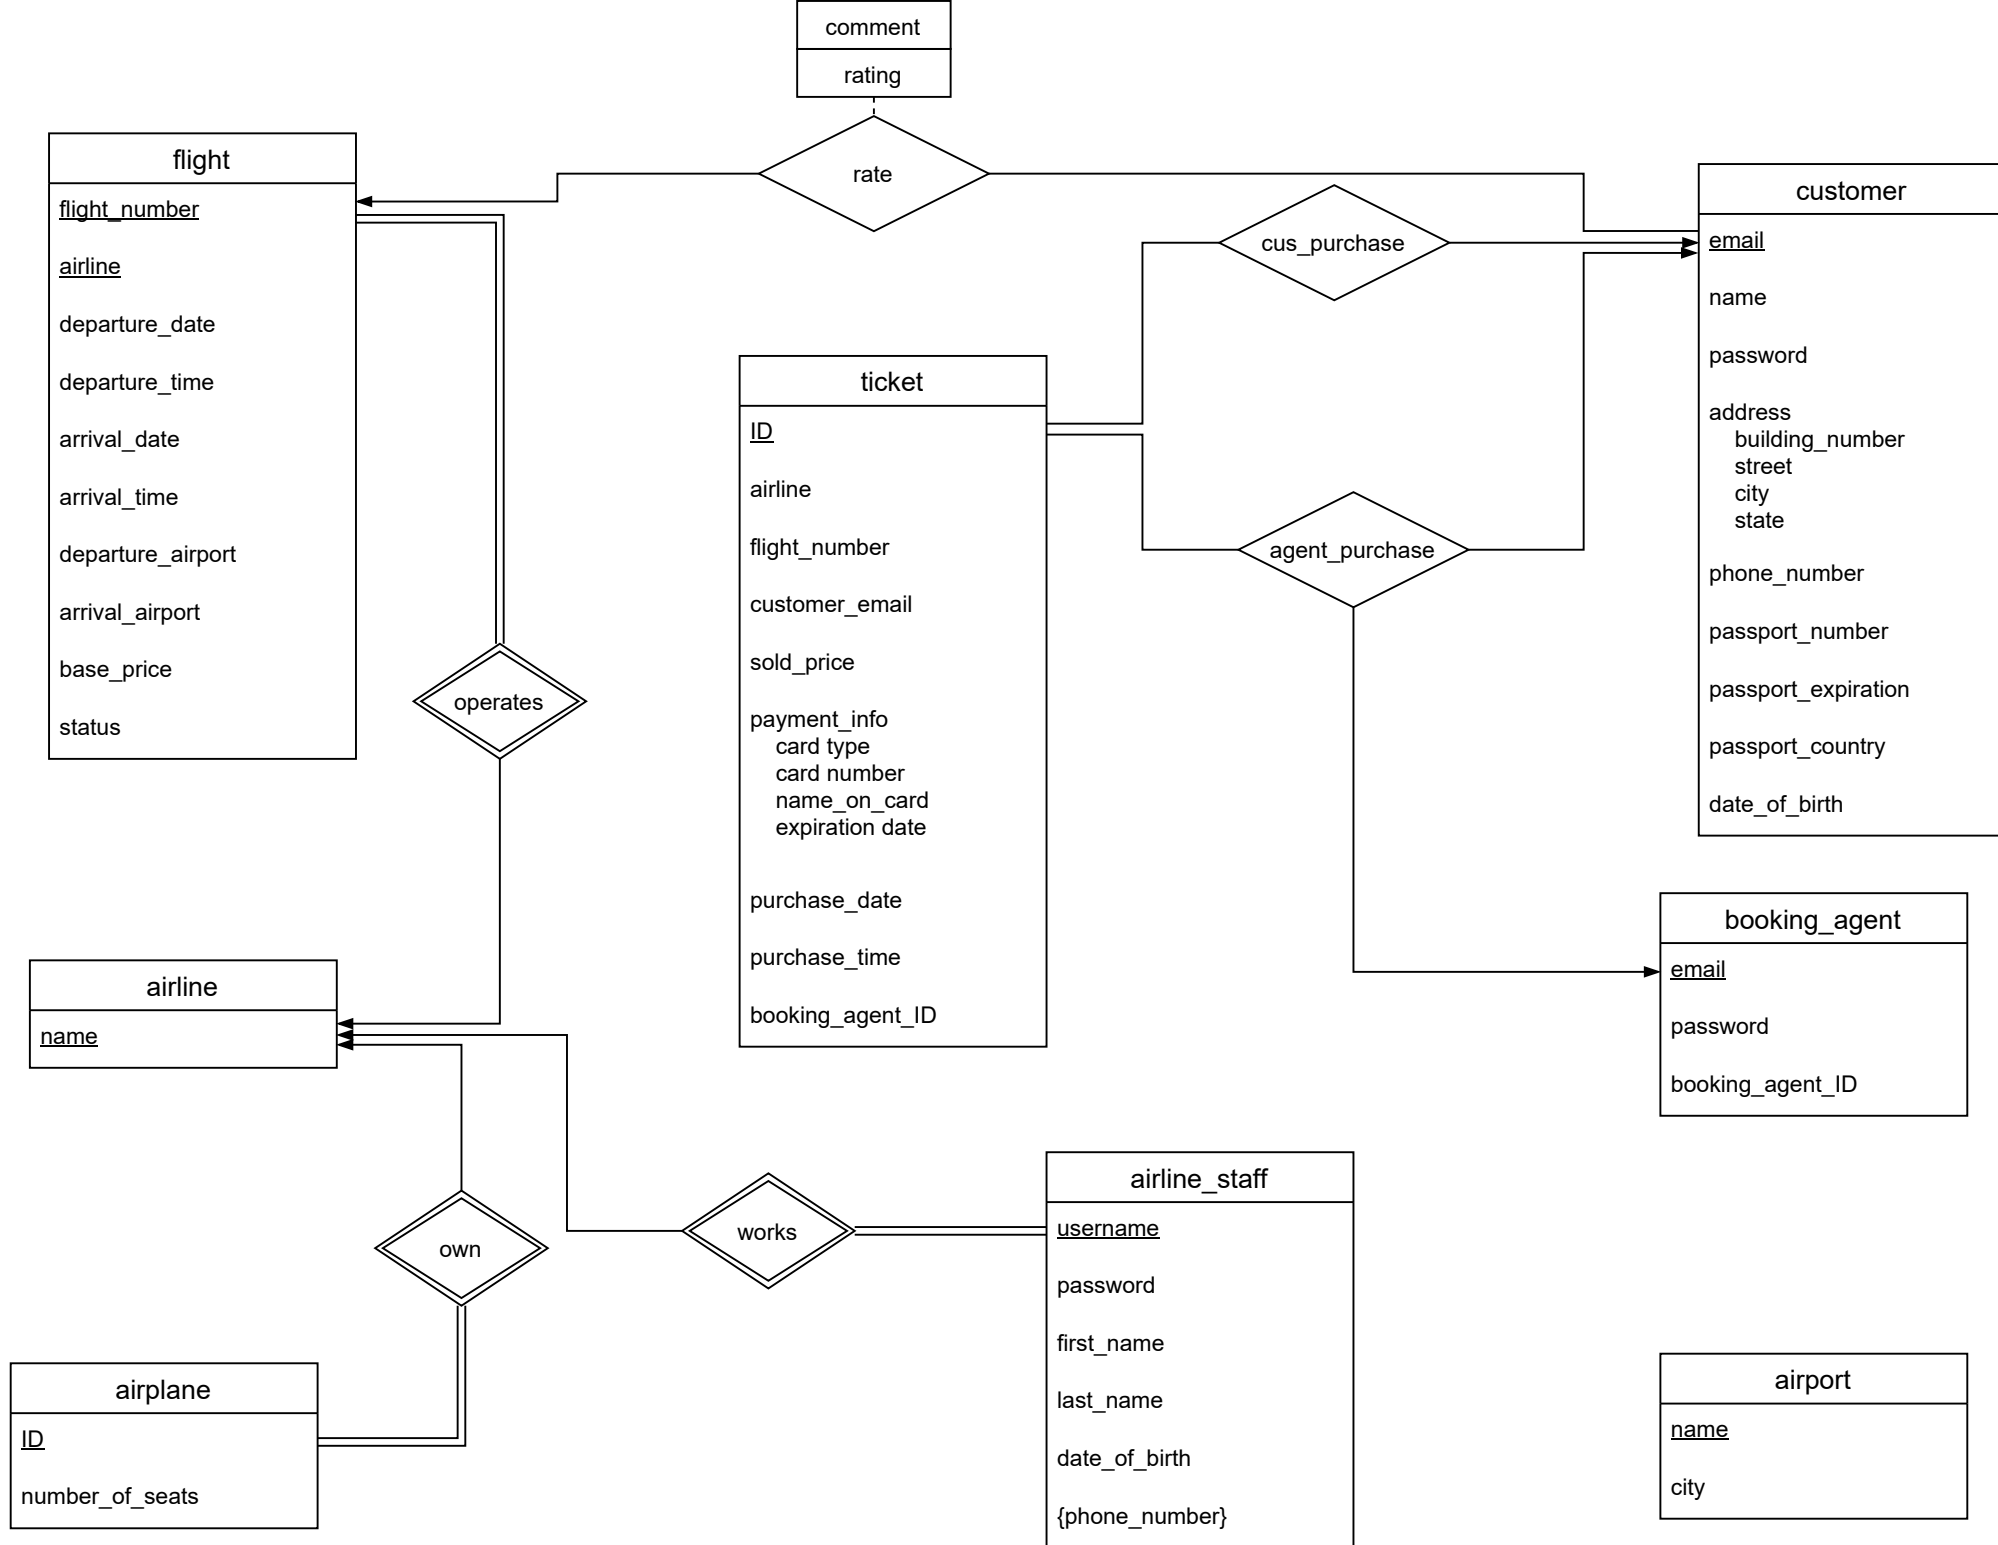 comment
rating
rate
flight
flight_number
airline
departure_date
departure_time
arrival_date
arrival_time
departure_airport
arrival_airport
base_price
status
operates
cus_purchase
agent_purchase
customer
email
name
password
address
building_number
street
city
state
phone_number
passport_number
passport_expiration
passport_country
date_of_birth
ticket
ID
airline
flight_number
customer_email
sold_price
payment_info
card type
card number
name_on_card
expiration date
purchase_date
purchase_time
booking_agent_ID
booking_agent
email
password
booking_agent_ID
airline
name
own
works
airline_staff
username
password
first_name
last_name
date_of_birth
{phone_number}
airplane
ID
number_of_seats
airport
name
city